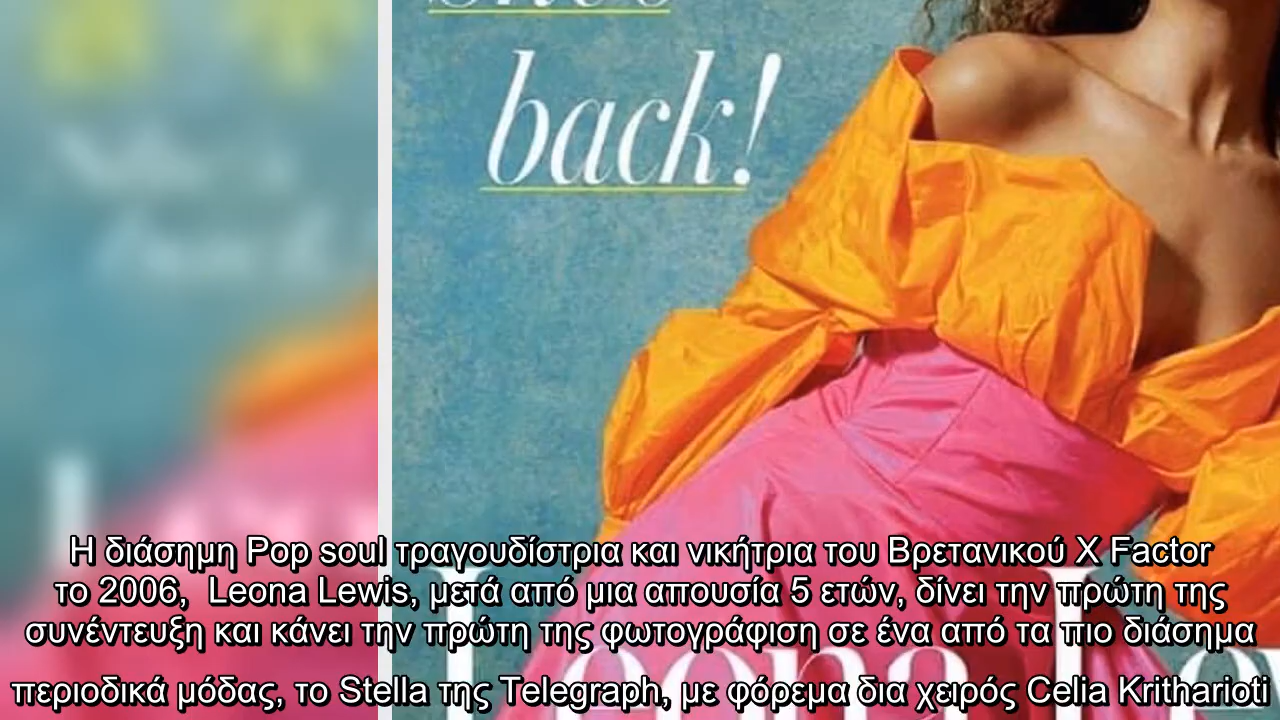 back!
Η διάσημη Pop soul τραγουδίστρια και νικήτρια του Βρετανικού X Factor
το 2006,  Leona Lewis, μετά από μια απουσία 5 ετών, δίνει την πρώτη της
συνέντευξη και κάνει την πρώτη της φωτογράφιση σε ένα από τα πιο διάσημα
περιοδικά μόδας, το Stella της Telegraph, με φόρεμα δια χειρός Celia Kritharioti